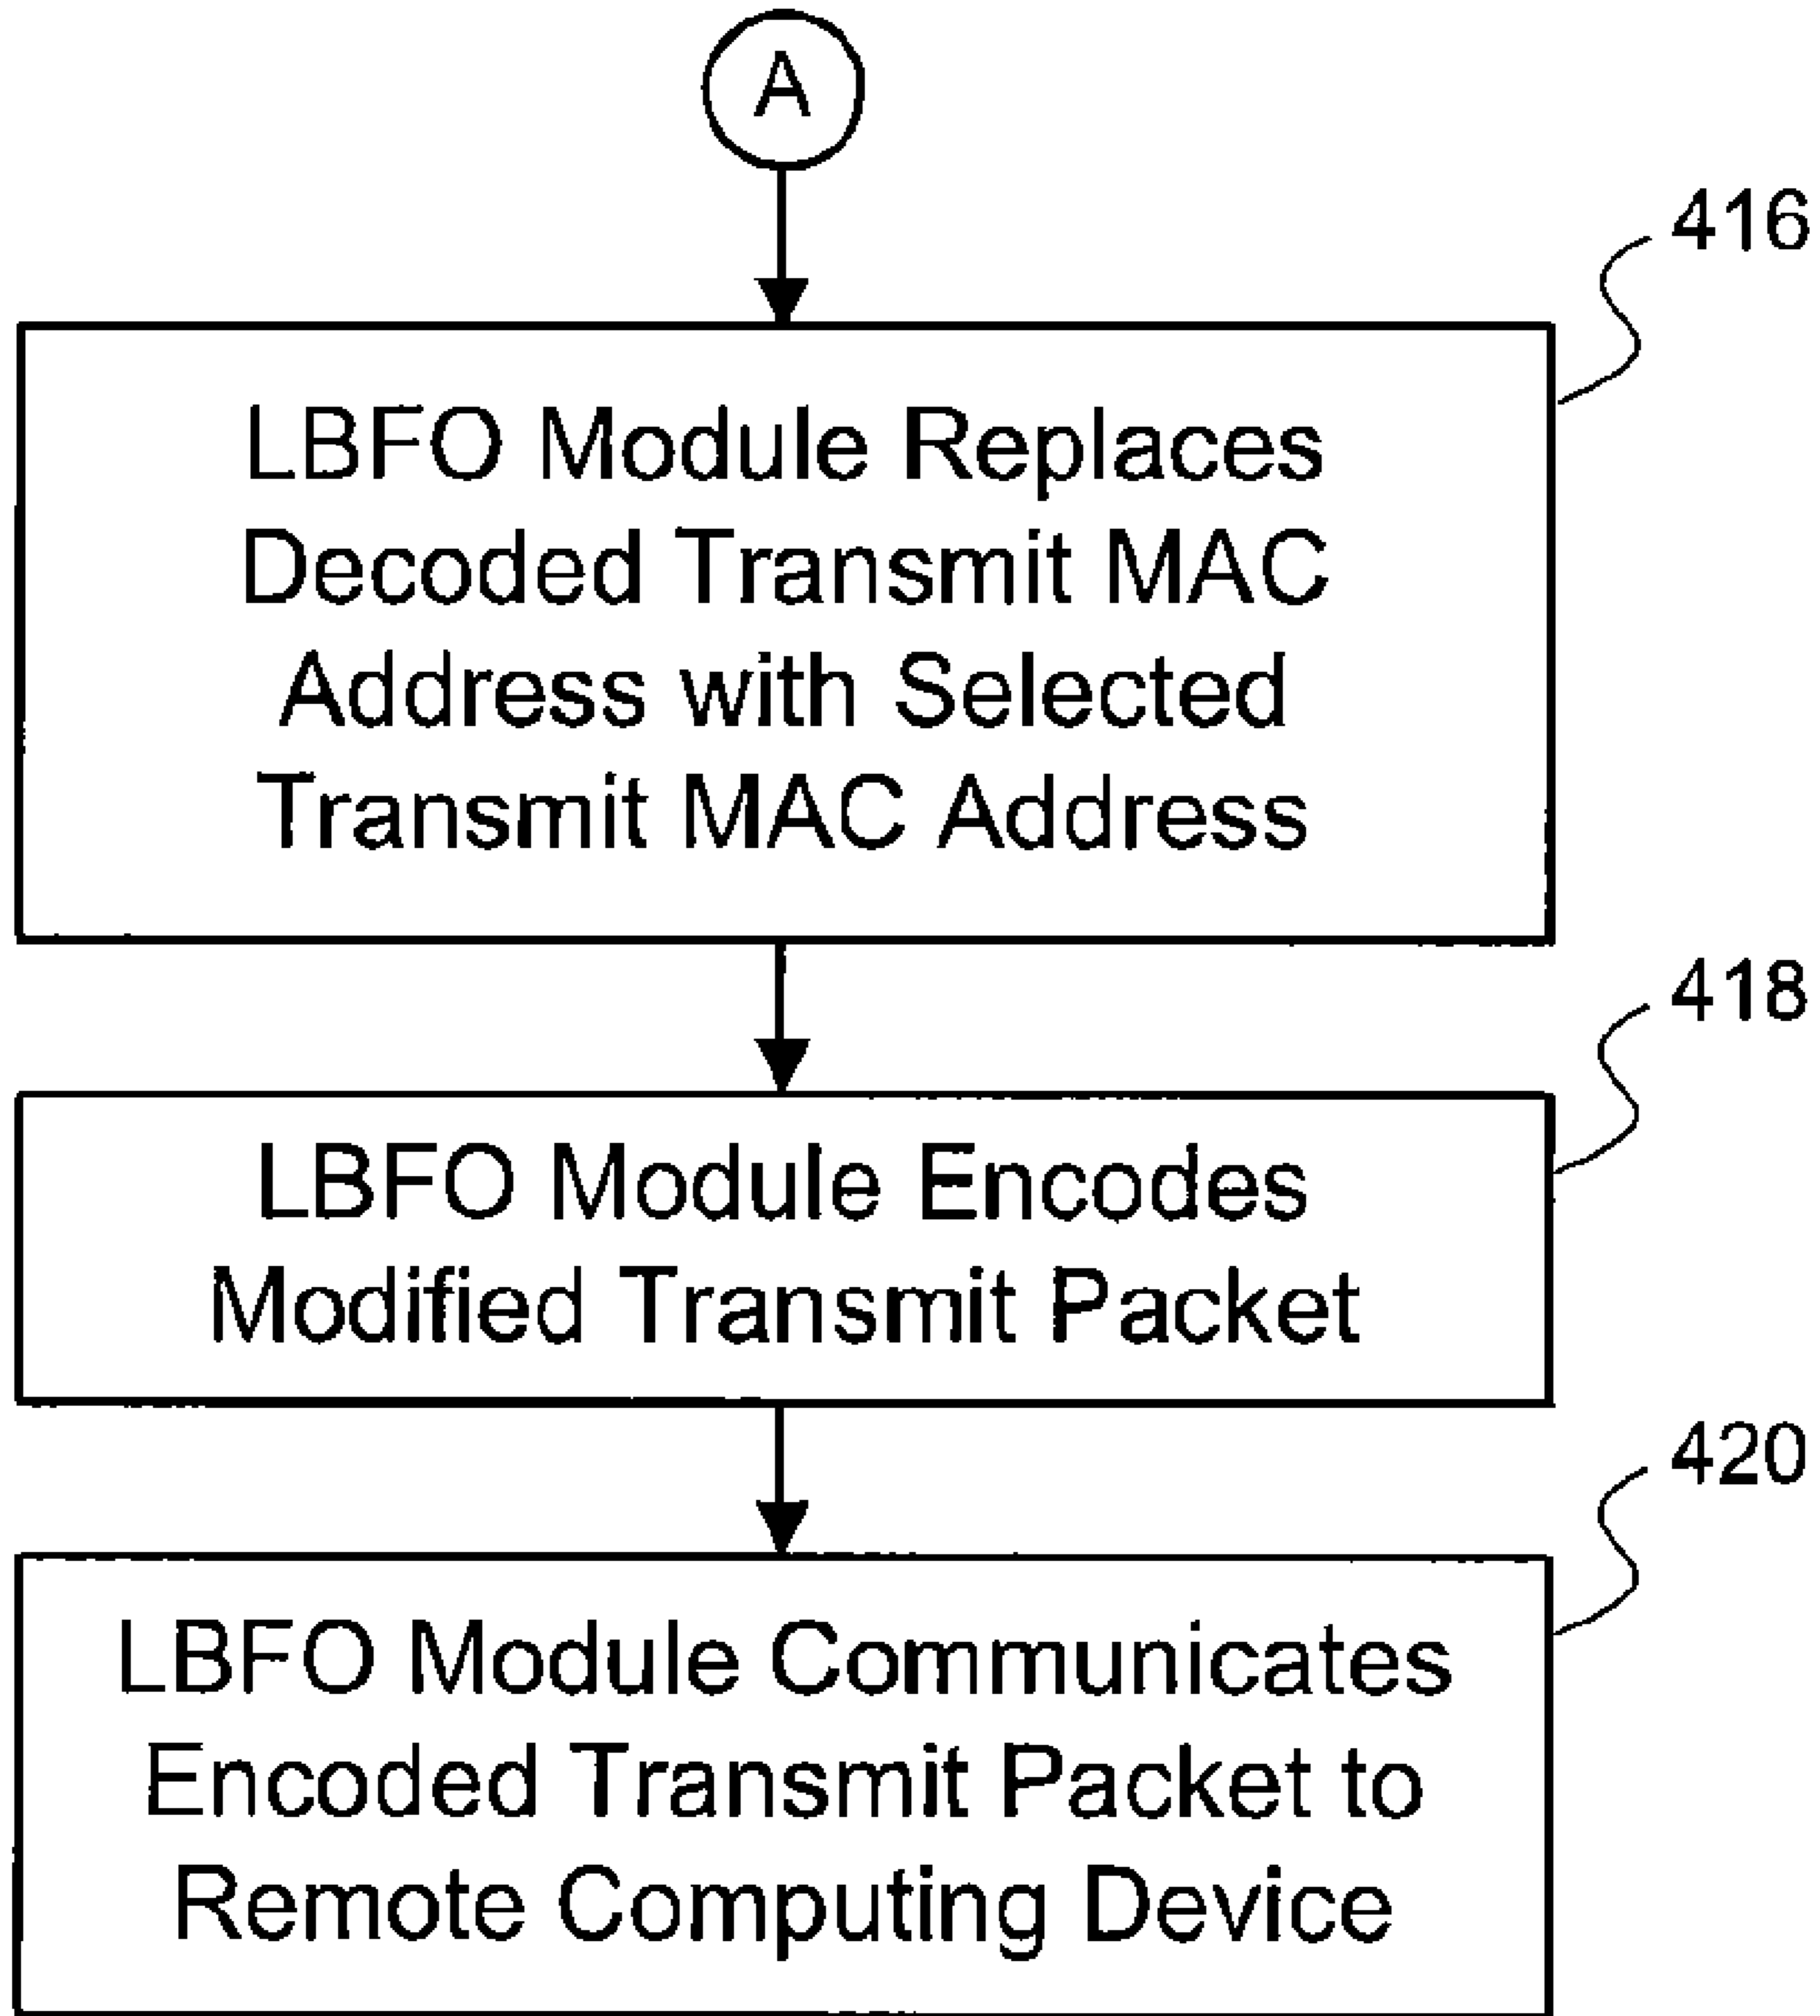 A
416
LBFO Module Replaces
Decoded Transmit MAC
Address with Selected
Transmit MAC Address
418
LBFO Module Encodes
Modified Transmit Packet
420
LBFO Module Communicates
Encoded Transmit Packet to
Remote Computing Device